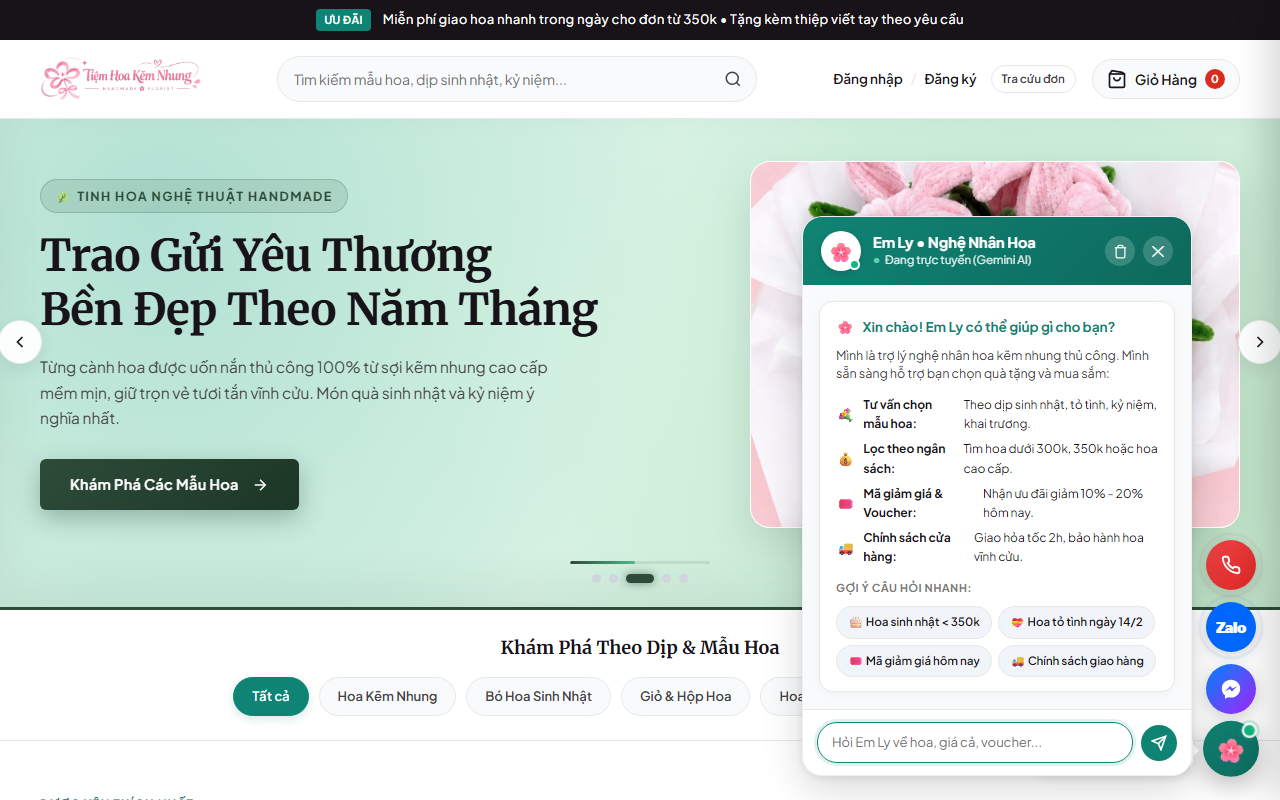 ƯU ĐÃI Miễn phí giao hoa nhanh trong ngày cho đơn từ 350k • Tặng kèm thiệp viết tay theo yêu cầu
Tiệm Hoa Kẽm Nhung
HANDMADE FLORIST
Tìm kiếm mẫu hoa, dịp sinh nhật, kỷ niệm...
Đăng nhập / Đăng ký
Tra cứu đơn
Giỏ Hàng 0
TINH HOA NGHỆ THUẬT HANDMADE
Trao Gửi Yêu Thương
Bền Đẹp Theo Năm Tháng
Từng cành hoa được uốn nắn thủ công 100% từ sợi kẽm nhung cao cấp
mềm mịn, giữ trọn vẻ tươi tắn vĩnh cửu. Món quà sinh nhật và kỷ niệm ý
nghĩa nhất.
Khám Phá Các Mẫu Hoa
Khám Phá Theo Dịp & Mẫu Hoa
Tất cả
Hoa Kẽm Nhung
Bó Hoa Sinh Nhật
Giỏ & Hộp Hoa
Em Ly • Nghệ Nhân Hoa
Đang trực tuyến (Gemini AI)
Xin chào! Em Ly có thể giúp gì cho bạn?
Mình là trợ lý nghệ nhân hoa kẽm nhung thủ công. Mình
sẵn sàng hỗ trợ bạn chọn quà tặng và mua sắm:
Tư vấn chọn
mẫu hoa:
Theo dịp sinh nhật, tỏ tình, kỷ niệm,
khai trương.
Lọc theo ngân
sách:
Tìm hoa dưới 300k, 350k hoặc hoa
cao cấp.
Mã giảm giá &
Voucher:
Nhận ưu đãi giảm 10% - 20%
hôm nay.
Chính sách cửa
hàng:
Giao hỏa tốc 2h, bảo hành hoa
vĩnh cửu.
GỢI Ý CÂU HỎI NHANH:
Hoa sinh nhật < 350k
Hoa tỏ tình ngày 14/2
Mã giảm giá hôm nay
Chính sách giao hàng
Hỏi Em Ly về hoa, giá cả, voucher...
Zalo